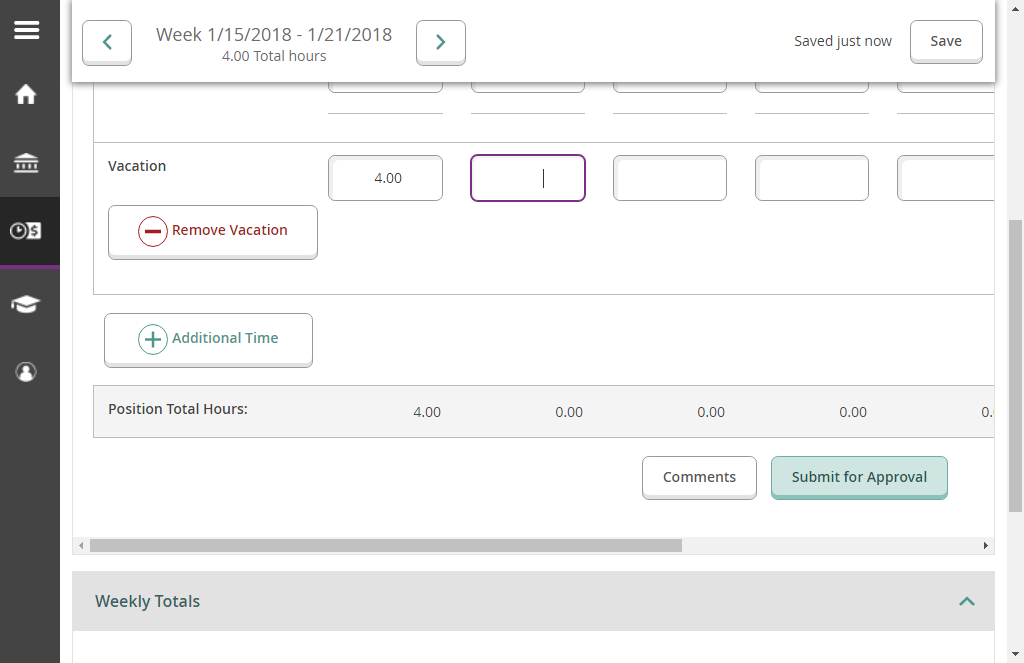 Week 1/15/2018 - 1/21/2018
4.00 Total hours
Saved just now
Save
Vacation
4.00
Remove Vacation
Additional Time
Position Total Hours: 4.00 0.00 0.00 0.00 0.
Comments
Submit for Approval
Weekly Totals